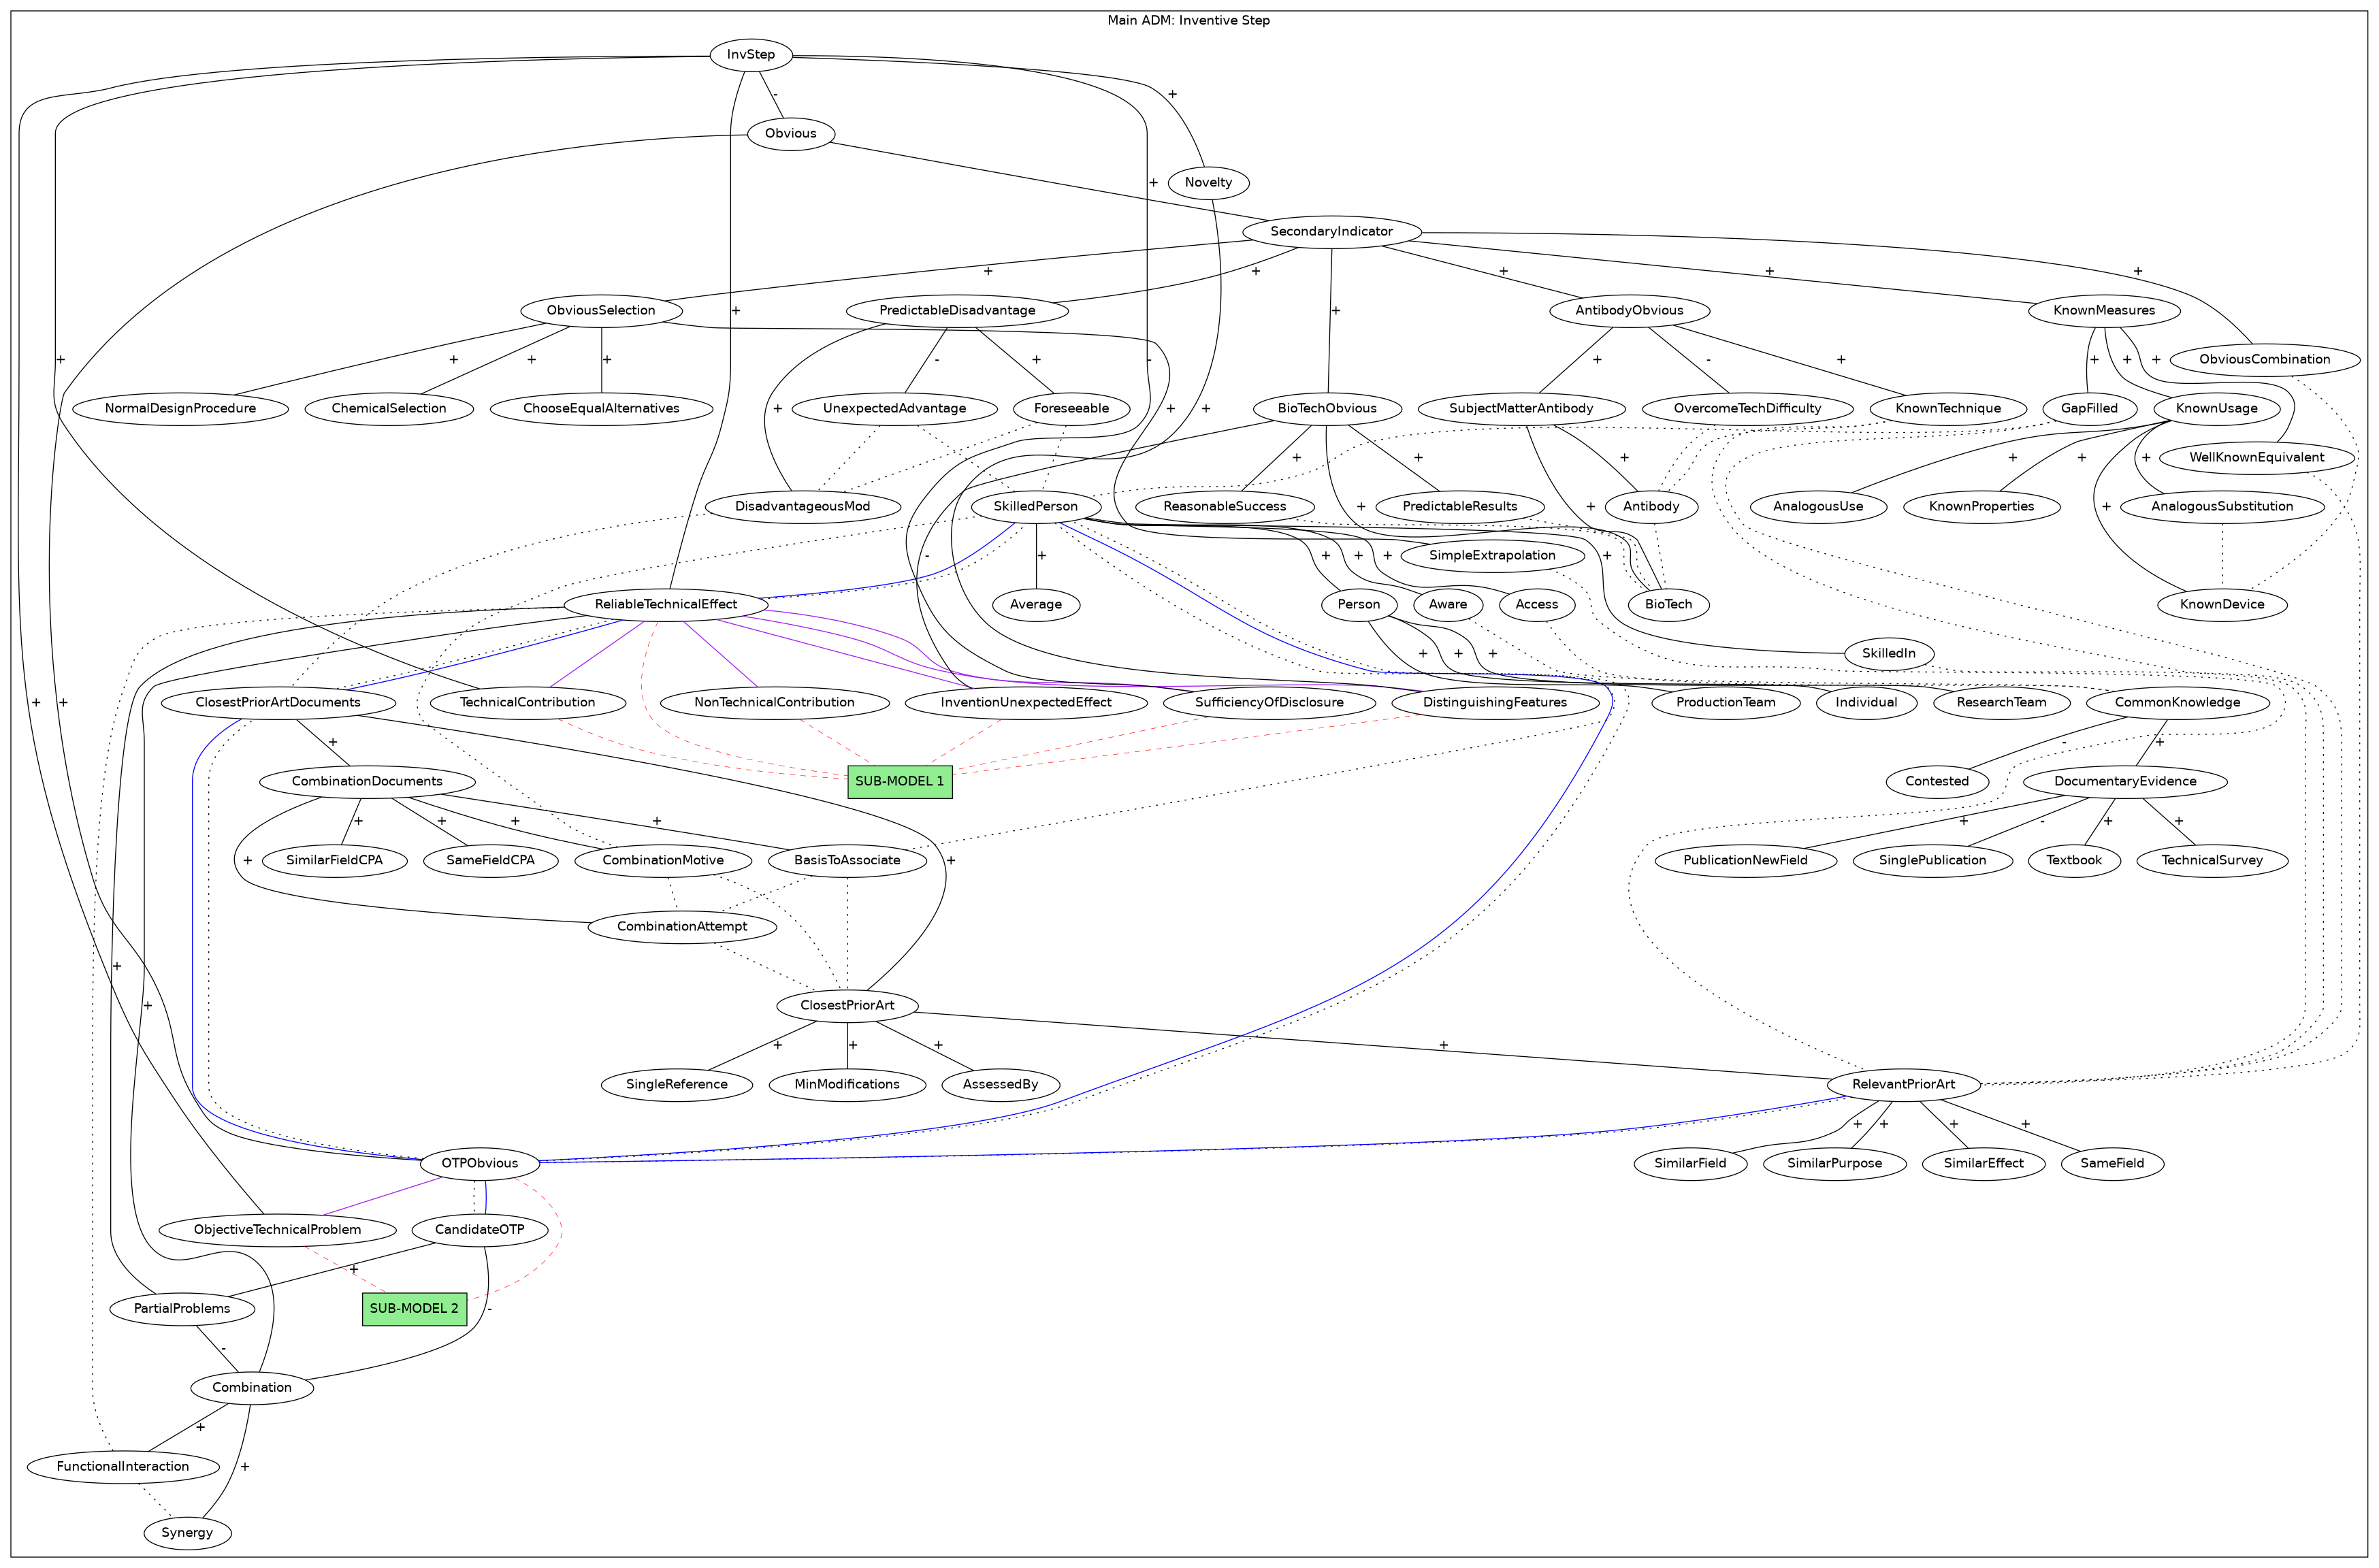 Main ADM: Inventive Step
InvStep
-
+
Obvious
Novelty
+
SecondaryIndicator
+
+
+
+
+
ObviousSelection
+
PredictableDisadvantage
+
AntibodyObvious
KnownMeasures
+
-
ObviousCombination
+
+
+
+
-
+
+
-
+
+
+
+
NormalDesignProcedure
ChemicalSelection
ChooseEqualAlternatives
+
UnexpectedAdvantage
Foreseeable
+
BioTechObvious
+
SubjectMatterAntibody
OvercomeTechDifficulty
KnownTechnique
GapFilled
KnownUsage
+
+
+
+
+
+
WellKnownEquivalent
DisadvantageousMod
SkilledPerson
ReasonableSuccess
+
PredictableResults
+
Antibody
AnalogousUse
KnownProperties
+
AnalogousSubstitution
-
+
+
+
+
SimpleExtrapolation
+
ReliableTechnicalEffect
Average
Person
Aware
Access
BioTech
KnownDevice
+
+
+
SkilledIn
+
ClosestPriorArtDocuments
TechnicalContribution
NonTechnicalContribution
InventionUnexpectedEffect
SufficiencyOfDisclosure
DistinguishingFeatures
ProductionTeam
Individual
ResearchTeam
CommonKnowledge
+
-
+
CombinationDocuments
SUB-MODEL 1
Contested
DocumentaryEvidence
+
+
+
+
+
-
+
+
+
SimilarFieldCPA
SameFieldCPA
CombinationMotive
BasisToAssociate
+
PublicationNewField
SinglePublication
Textbook
TechnicalSurvey
CombinationAttempt
+
+
ClosestPriorArt
+
+
+
+
SingleReference
MinModifications
AssessedBy
RelevantPriorArt
+
+
+
+
OTPObvious
SimilarField
SimilarPurpose
SimilarEffect
SameField
ObjectiveTechnicalProblem
CandidateOTP
+
PartialProblems
SUB-MODEL 2
-
-
Combination
+
FunctionalInteraction
+
Synergy